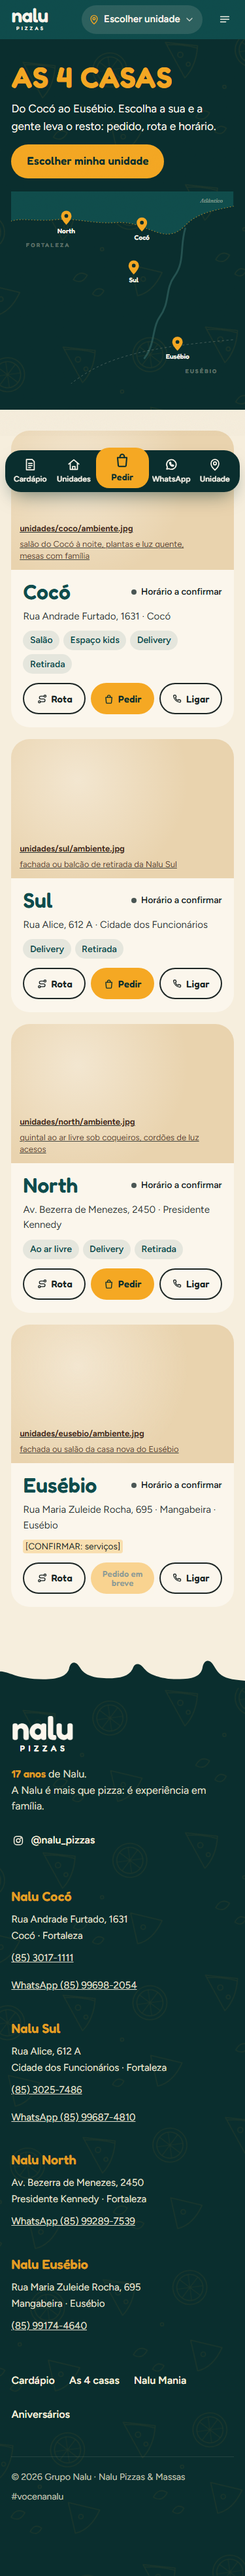 nalu
PIZZAS
Escolher unidade
AS 4 CASAS
Do Cocó ao Eusébio. Escolha a sua e a
gente leva o resto: pedido, rota e horário.
Escolher minha unidade
Atlântico
North
Cocó
FORTALEZA
Sul
Eusébio
EUSÉBIO
Cardápio
Unidades
Pedir
WhatsApp
Unidade
unidades/coco/ambiente.jpg
salão do Cocó à noite, plantas e luz quente,
mesas com família
Cocó
Horário a confirmar
Rua Andrade Furtado, 1631 · Cocó
Salão
Espaço kids
Delivery
Retirada
Rota
Pedir
Ligar
unidades/sul/ambiente.jpg
fachada ou balcão de retirada da Nalu Sul
Sul
Horário a confirmar
Rua Alice, 612 A · Cidade dos Funcionários
Delivery
Retirada
Rota
Pedir
Ligar
unidades/north/ambiente.jpg
quintal ao ar livre sob coqueiros, cordões de luz
acesos
North
Horário a confirmar
Av. Bezerra de Menezes, 2450 · Presidente
Kennedy
Ao ar livre
Delivery
Retirada
Rota
Pedir
Ligar
unidades/eusebio/ambiente.jpg
fachada ou salão da casa nova do Eusébio
Eusébio
Horário a confirmar
Rua Maria Zuleide Rocha, 695 · Mangabeira ·
Eusébio
[CONFIRMAR: serviços]
Rota
Pedido em
breve
Ligar
nalu
PIZZAS
17 anos de Nalu.
A Nalu é mais que pizza: é experiência em
família.
@nalu_pizzas
Nalu Cocó
Rua Andrade Furtado, 1631
Cocó · Fortaleza
(85) 3017-1111
WhatsApp (85) 99698-2054
Nalu Sul
Rua Alice, 612 A
Cidade dos Funcionários · Fortaleza
(85) 3025-7486
WhatsApp (85) 99687-4810
Nalu North
Av. Bezerra de Menezes, 2450
Presidente Kennedy · Fortaleza
WhatsApp (85) 99289-7539
Nalu Eusébio
Rua Maria Zuleide Rocha, 695
Mangabeira · Eusébio
(85) 99174-4640
Cardápio
As 4 casas
Nalu Mania
Aniversários
© 2026 Grupo Nalu · Nalu Pizzas & Massas
#vocenanalu